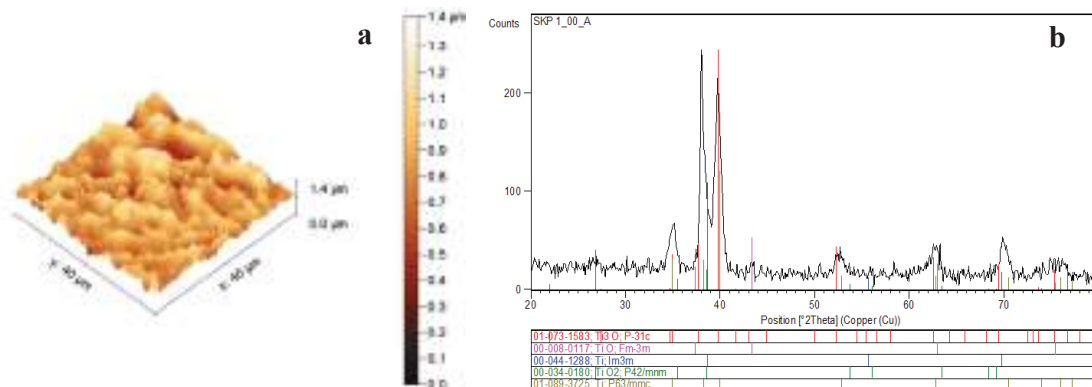 a
1.4 µm
1.3
1.2
1.1
1.0
0.9
0.8
0.7
0.6
0.5
0.4
0.3
0.2
0.1
0.0
1.4 µm
0.0 µm
y: 40 µm
x: 40 µm
Counts
SKP 1_00_A
b
200
100
0
20 30 40 50 60 70
Position [°2Theta] (Copper (Cu))
01-073-1583; Ti3 O; P-31c
00-008-0117; Ti O; Fm-3m
00-044-1288; Ti; Im3m
00-034-0180; Ti O2; P42/mnm
01-089-3725; Ti; P63/mmc